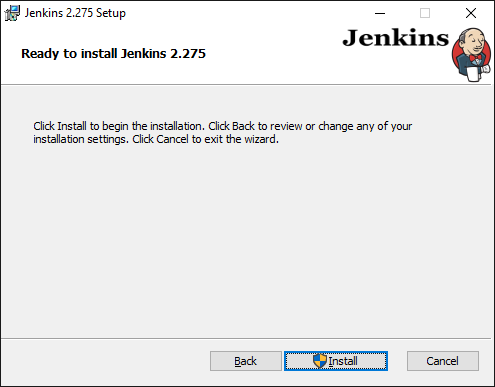 Jenkins 2.275 Setup
Jenkins
Ready to install Jenkins 2.275
Click Install to begin the installation. Click Back to review or change any of your
installation settings. Click Cancel to exit the wizard.
Back
Install
Cancel